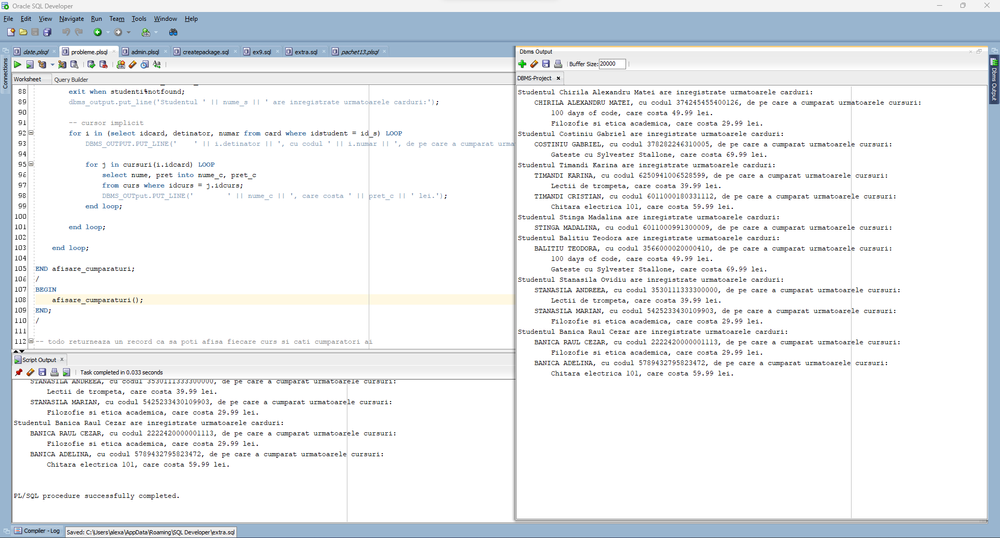 Oracle SQL Developer
File Edit View Navigate Run Team Tools Window Help
Connections
date.plsql probleme.plsql admin.plsql createpackage.sql ex9.sql extra.sql pachet13.plsql
Worksheet Query Builder
88 exit when studenti%notfound;
89 dbms_output.put_line('Studentul ' || nume_s || ' are inregistrate urmatoarele carduri:');
90
91 -- cursor implicit
92 for i in (select idcard, detinator, numar from card where idstudent = id_s) LOOP
93 DBMS_OUTPUT.PUT_LINE('    ' || i.detinator || ', cu codul ' || i.numar || ', de pe care a cumparat urma
94
95 for j in cursuri(i.idcard) LOOP
96 select nume, pret into nume_c, pret_c
97 from curs where idcurs = j.idcurs;
98 DBMS_OUTput.PUT_LINE('        ' || nume_c || ', care costa ' || pret_c || ' lei.');
99 end loop;
100
101 end loop;
102
103 end loop;
104
105 END afisare_cumparaturi;
106 /
107 BEGIN
108 afisare_cumparaturi();
109 END;
110 /
111
112 -- todo returneaza un record ca sa poti afisa fiecare curs si cati cumparatori ai
Script Output
Task completed in 0.033 seconds
STANASILA ANDREEA, cu codul 3530111333300000, de pe care a cumparat urmatoarele cursuri:
Lectii de trompeta, care costa 39.99 lei.
STANASILA MARIAN, cu codul 5425233430109903, de pe care a cumparat urmatoarele cursuri:
Filozofie si etica academica, care costa 29.99 lei.
Studentul Banica Raul Cezar are inregistrate urmatoarele carduri:
BANICA RAUL CEZAR, cu codul 2222420000001113, de pe care a cumparat urmatoarele cursuri:
Filozofie si etica academica, care costa 29.99 lei.
BANICA ADELINA, cu codul 5789432795823472, de pe care a cumparat urmatoarele cursuri:
Chitara electrica 101, care costa 59.99 lei.
PL/SQL procedure successfully completed.
Dbms Output
Buffer Size: 20000
DBMS-Project
Studentul Chirila Alexandru Matei are inregistrate urmatoarele carduri:
CHIRILA ALEXANDRU MATEI, cu codul 374245455400126, de pe care a cumparat urmatoarele cursuri:
100 days of code, care costa 49.99 lei.
Filozofie si etica academica, care costa 29.99 lei.
Studentul Costiniu Gabriel are inregistrate urmatoarele carduri:
COSTINIU GABRIEL, cu codul 378282246310005, de pe care a cumparat urmatoarele cursuri:
Gateste cu Sylvester Stallone, care costa 69.99 lei.
Studentul Timandi Karina are inregistrate urmatoarele carduri:
TIMANDI KARINA, cu codul 6250941006528599, de pe care a cumparat urmatoarele cursuri:
Lectii de trompeta, care costa 39.99 lei.
TIMANDI CRISTIAN, cu codul 6011000180331112, de pe care a cumparat urmatoarele cursuri:
Chitara electrica 101, care costa 59.99 lei.
Studentul Stinga Madalina are inregistrate urmatoarele carduri:
STINGA MADALINA, cu codul 6011000991300009, de pe care a cumparat urmatoarele cursuri:
Studentul Balitiu Teodora are inregistrate urmatoarele carduri:
BALITIU TEODORA, cu codul 3566000020000410, de pe care a cumparat urmatoarele cursuri:
100 days of code, care costa 49.99 lei.
Gateste cu Sylvester Stallone, care costa 69.99 lei.
Studentul Stanasila Ovidiu are inregistrate urmatoarele carduri:
STANASILA ANDREEA, cu codul 3530111333300000, de pe care a cumparat urmatoarele cursuri:
Lectii de trompeta, care costa 39.99 lei.
STANASILA MARIAN, cu codul 5425233430109903, de pe care a cumparat urmatoarele cursuri:
Filozofie si etica academica, care costa 29.99 lei.
Studentul Banica Raul Cezar are inregistrate urmatoarele carduri:
BANICA RAUL CEZAR, cu codul 2222420000001113, de pe care a cumparat urmatoarele cursuri:
Filozofie si etica academica, care costa 29.99 lei.
BANICA ADELINA, cu codul 5789432795823472, de pe care a cumparat urmatoarele cursuri:
Chitara electrica 101, care costa 59.99 lei.
Dbms Output
Compiler - Log
Saved: C:\Users\alexa\AppData\Roaming\SQL Developer\extra.sql